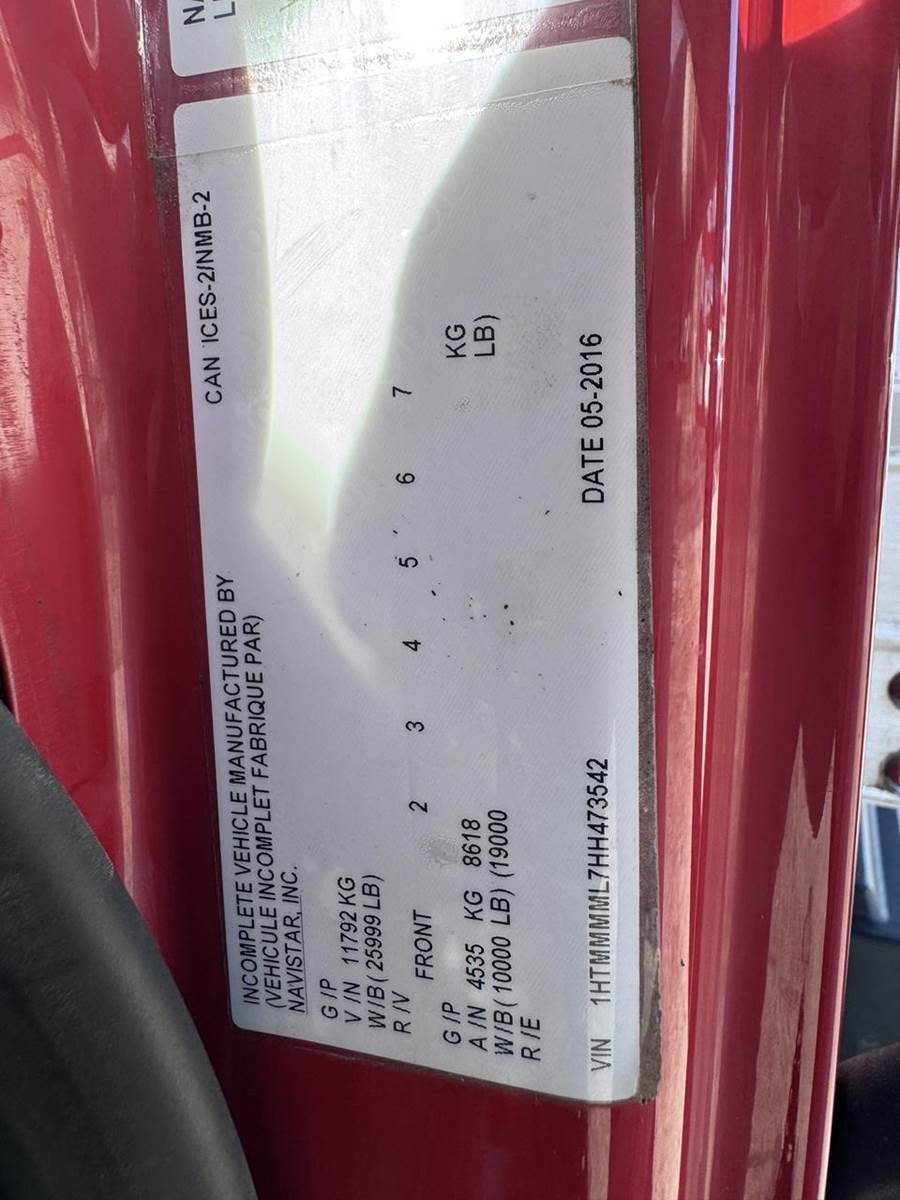 INCOMPLETE VEHICLE MANUFACTURED BY CAN ICES-2/NMB-2
(VEHICULE INCOMPLET FABRIQUE PAR)
NAVISTAR, INC.
G /P
V /N 11792 KG
W/B( 25999 LB)
R /V
FRONT 2 3 4 5 6 7
G /P
A /N 4535 KG 8618 KG
W/B( 10000 LB) (19000 LB)
R /E
VIN 1HTMMMML7HH473542 DATE 05-2016